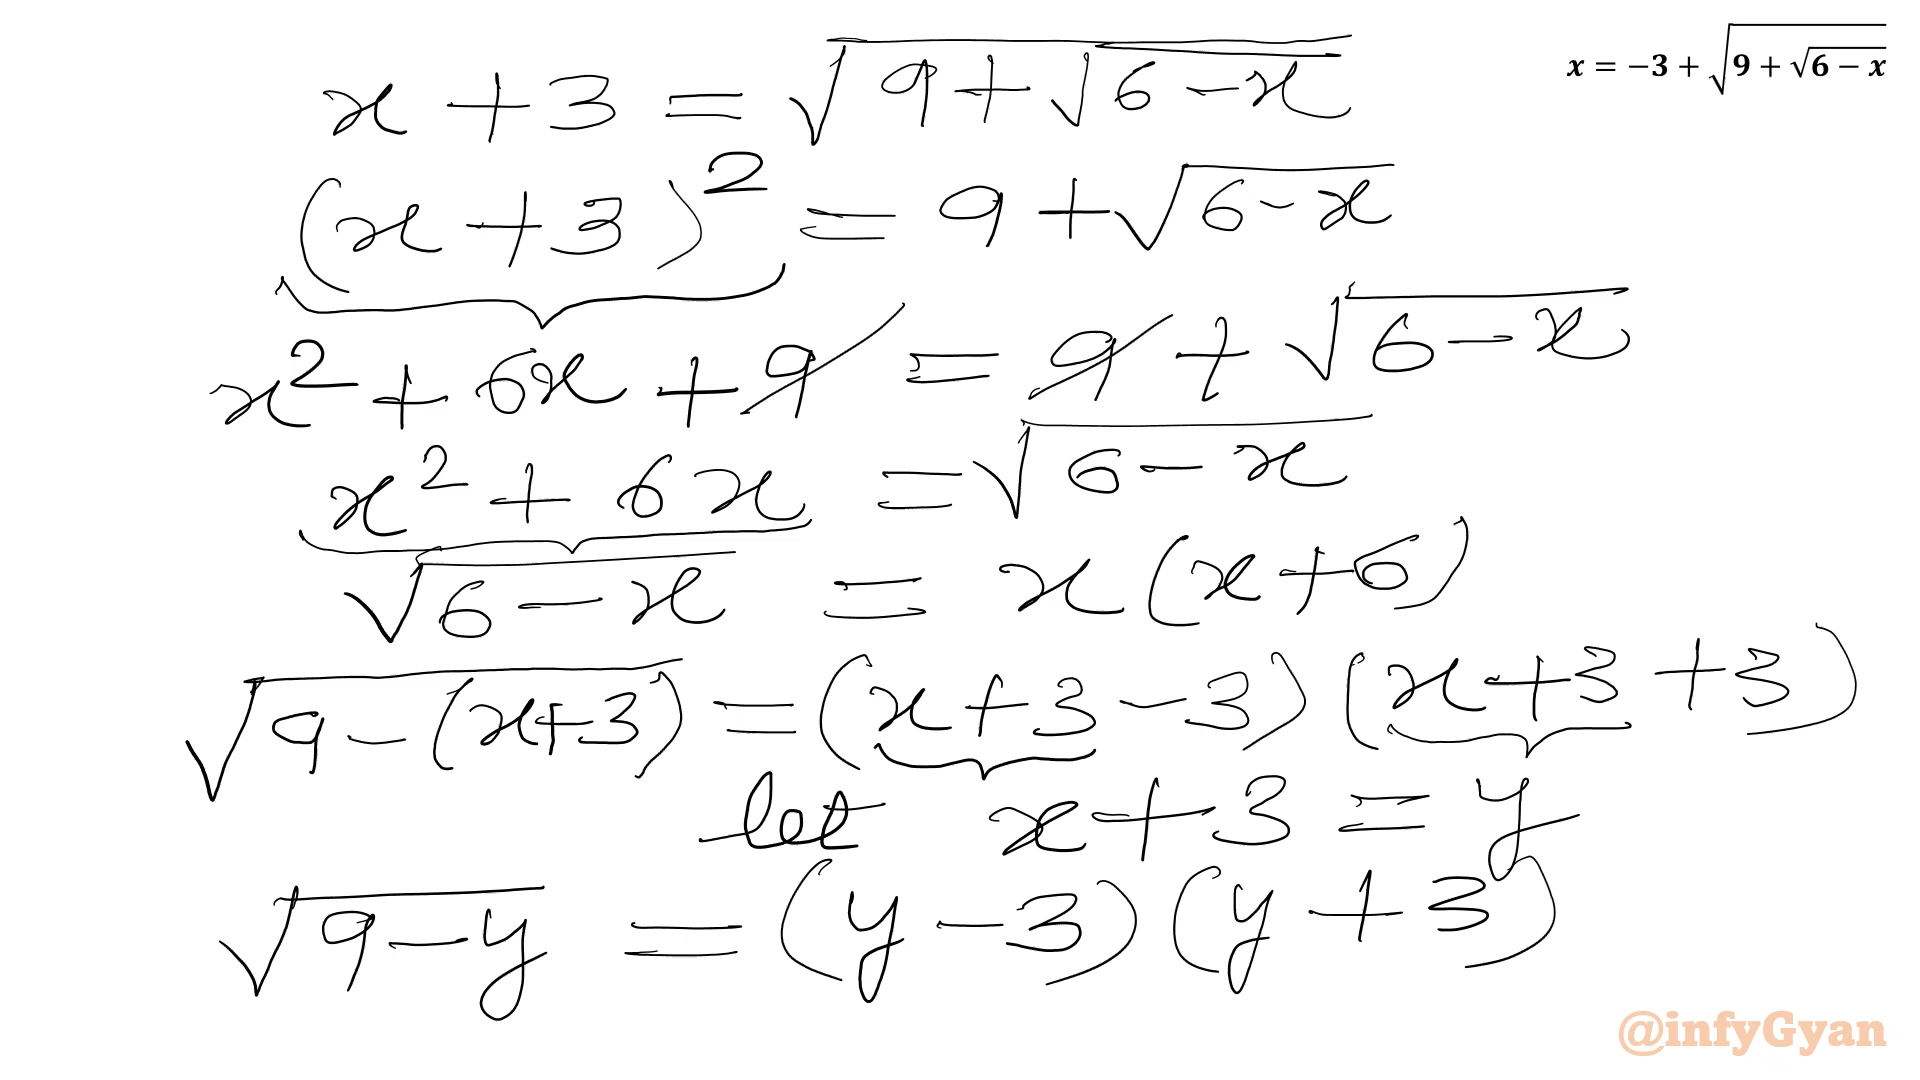 x = −3 + √(9 + √(6 − x))
x + 3 = √(9 + √(6 − x))
(x + 3)² = 9 + √(6 − x)
x² + 6x + 9 = 9 + √(6 − x)
x² + 6x = √(6 − x)
√(6 − x) = x(x + 6)
√(9 − (x + 3)) = (x + 3 − 3)(x + 3 + 3)
let x + 3 = y
√(9 − y) = (y − 3)(y + 3)
@infyGyan